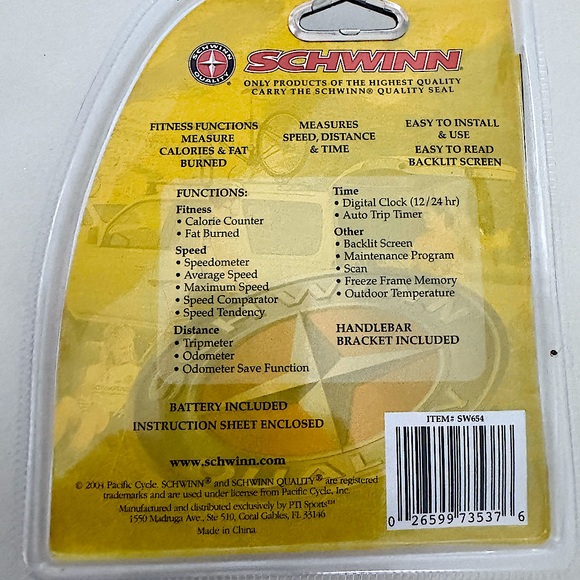 SCHWINN QUALITY
SCHWINN®
ONLY PRODUCTS OF THE HIGHEST QUALITY
CARRY THE SCHWINN® QUALITY SEAL
FITNESS FUNCTIONS
MEASURE
CALORIES & FAT
BURNED
MEASURES
SPEED, DISTANCE
& TIME
EASY TO INSTALL
& USE
EASY TO READ
BACKLIT SCREEN
FUNCTIONS:
Fitness
• Calorie Counter
• Fat Burned
Speed
• Speedometer
• Average Speed
• Maximum Speed
• Speed Comparator
• Speed Tendency
Distance
• Tripmeter
• Odometer
• Odometer Save Function
Time
• Digital Clock (12/24 hr)
• Auto Trip Timer
Other
• Backlit Screen
• Maintenance Program
• Scan
• Freeze Frame Memory
• Outdoor Temperature
HANDLEBAR
BRACKET INCLUDED
BATTERY INCLUDED
INSTRUCTION SHEET ENCLOSED
www.schwinn.com
© 2004 Pacific Cycle. SCHWINN® and SCHWINN QUALITY® are registered
trademarks and are used under license from Pacific Cycle, Inc.
Manufactured and distributed exclusively by PTI Sports™
1550 Madruga Ave., Ste 510, Coral Gables, FL 33146
Made in China
ITEM# SW654
0 26599 73537 6